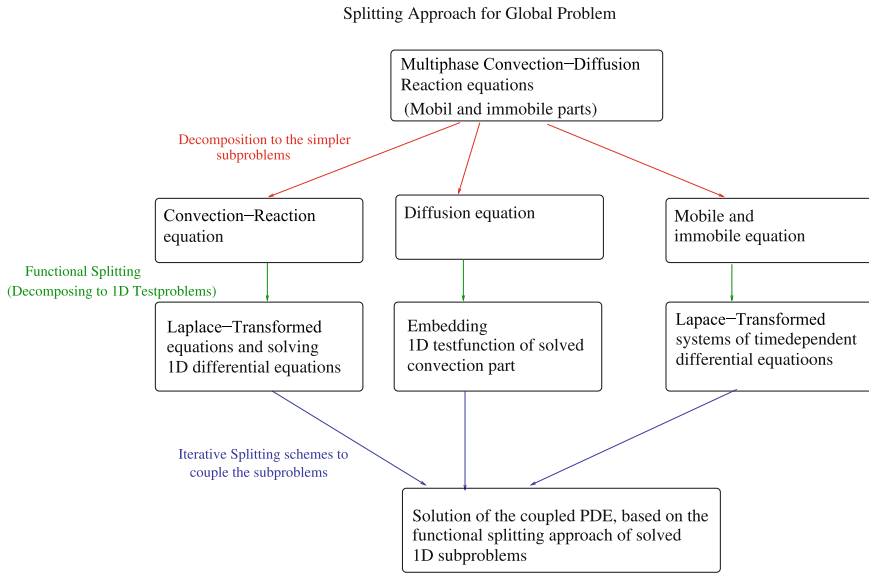 Splitting Approach for Global Problem
Multiphase Convection−Diffusion
Reaction equations
(Mobil and immobile parts)
Decomposition to the simpler
subproblems
Convection−Reaction
equation
Diffusion equation
Mobile and
immobile equation
Functional Splitting
(Decomposing to 1D Testproblems)
Laplace−Transformed
equations and solving
1D differential equations
Embedding
1D testfunction of solved
convection part
Lapace−Transformed
systems of timedependent
differential equatioons
Iterative Splitting schemes to
couple the subproblems
Solution of the coupled PDE, based on the
functional splitting approach of solved
1D subproblems